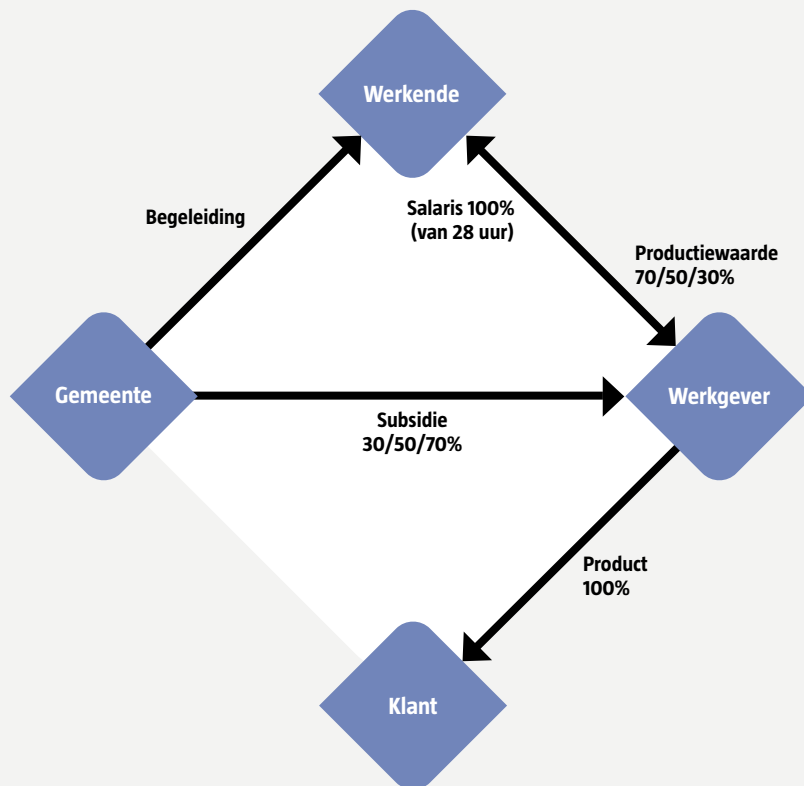 Werkende
Begeleiding
Salaris 100%
(van 28 uur)
Productiewaarde
70/50/30%
Gemeente
Werkgever
Subsidie
30/50/70%
Product
100%
Klant